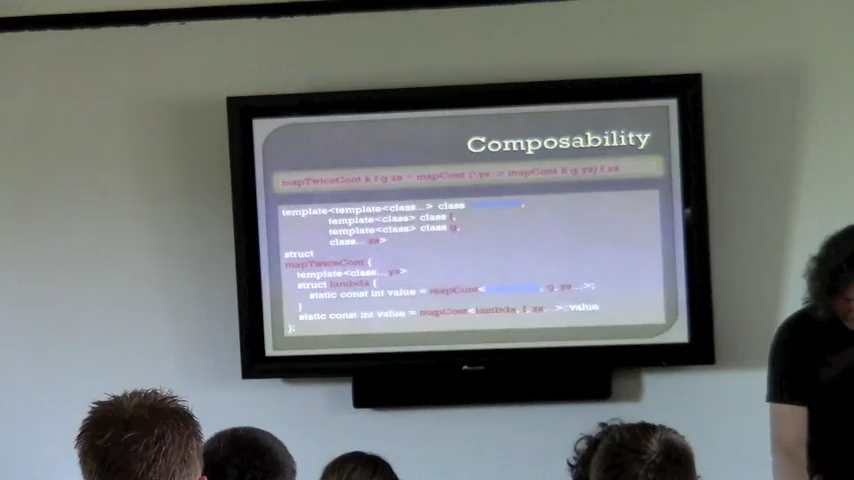 Composability
mapTwiceCont k f g xs = mapCont (\ys -> mapCont k g ys) f xs
template<template<class...> class
template<class> class f,
template<class> class g,
class... xs>
struct
mapTwiceCont {
template<class... ys>
struct lambda {
static const int value = mapCont< , g, ys...>::
}
static const int value = mapCont<lambda, f, xs...>::value
};